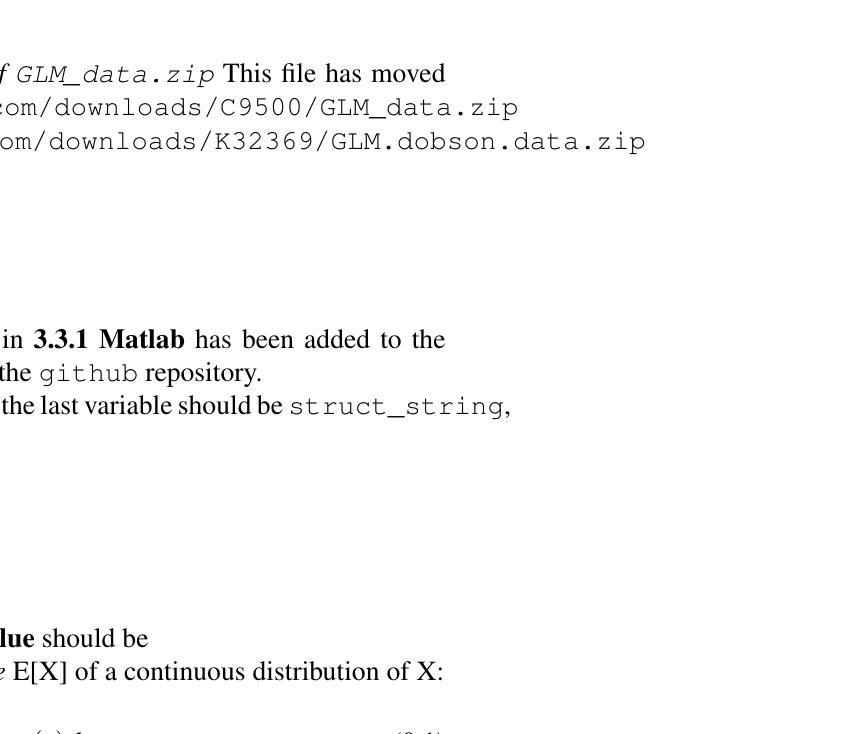 GLM_data.zip This file has moved
com/downloads/C9500/GLM_data.zip
om/downloads/K32369/GLM.dobson.data.zip
in 3.3.1 Matlab has been added to the
the github repository.
the last variable should be struct_string,
lue should be
E[X] of a continuous distribution of X: